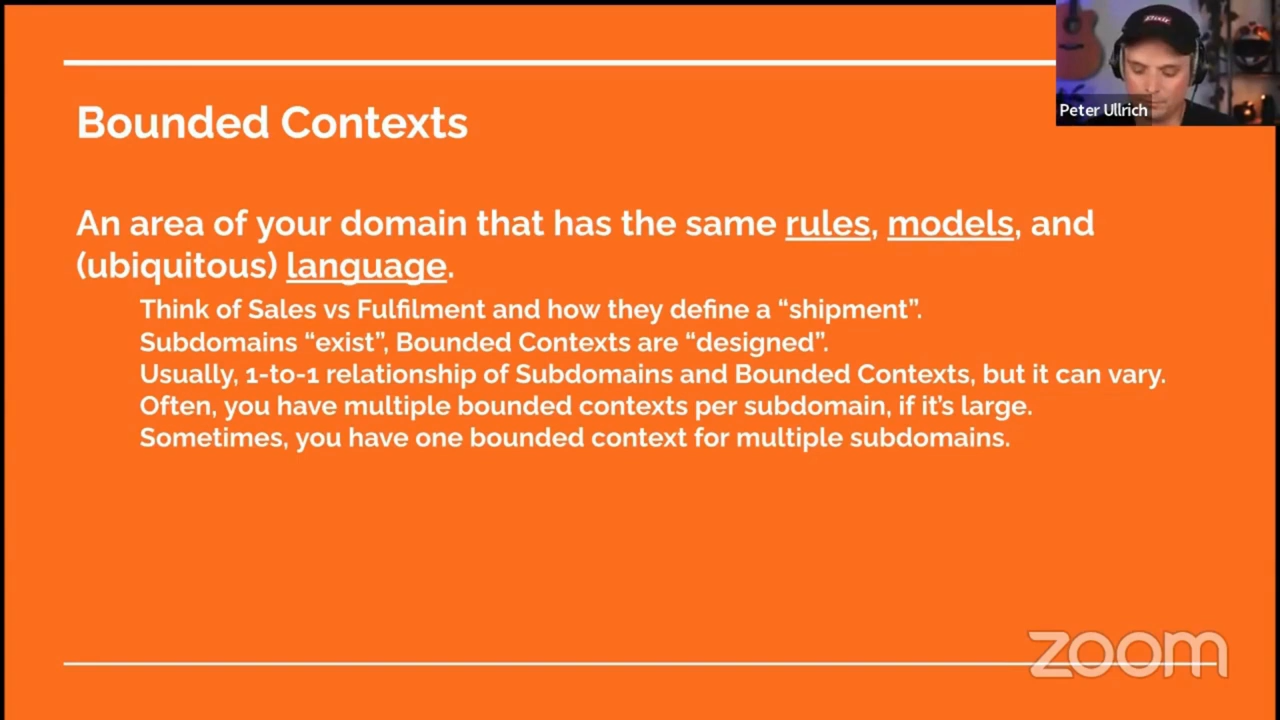 Bounded Contexts
An area of your domain that has the same rules, models, and
(ubiquitous) language.
Think of Sales vs Fulfilment and how they define a “shipment”.
Subdomains “exist”, Bounded Contexts are “designed”.
Usually, 1-to-1 relationship of Subdomains and Bounded Contexts, but it can vary.
Often, you have multiple bounded contexts per subdomain, if it’s large.
Sometimes, you have one bounded context for multiple subdomains.
Peter Ullrich
zoom